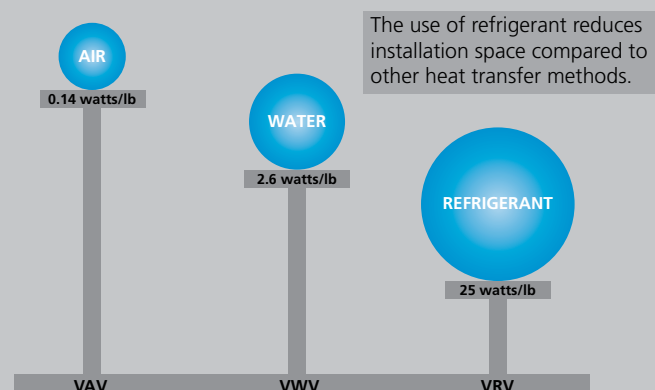 The use of refrigerant reduces
installation space compared to
other heat transfer methods.
AIR
0.14 watts/lb
WATER
2.6 watts/lb
REFRIGERANT
25 watts/lb
VAV
VWV
VRV